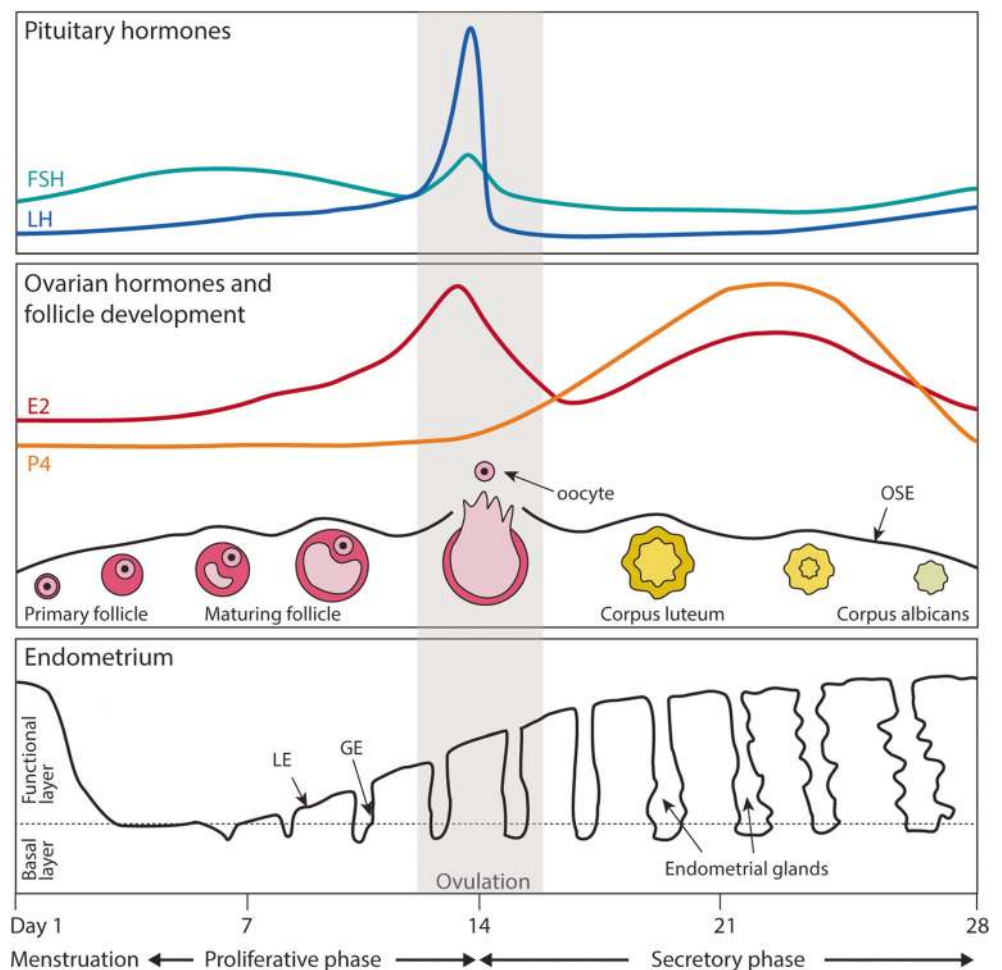 Pituitary hormones
FSH
LH
Ovarian hormones and
follicle development
E2
P4
oocyte
OSE
Primary follicle
Maturing follicle
Corpus luteum
Corpus albicans
Endometrium
Functional
layer
Basal
layer
LE
GE
Endometrial glands
Ovulation
Day 1
7
14
21
28
Menstruation
Proliferative phase
Secretory phase